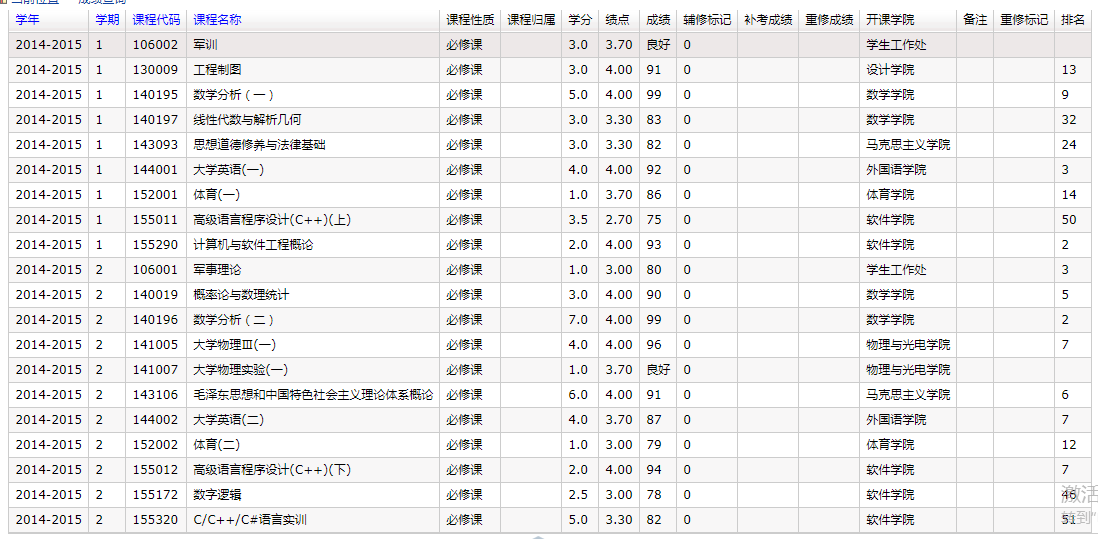 当前位置 成绩查询
学年 学期 课程代码 课程名称 课程性质 课程归属 学分 绩点 成绩 辅修标记 补考成绩 重修成绩 开课学院 备注 重修标记 排名
2014-2015 1 106002 军训 必修课 3.0 3.70 良好 0 学生工作处
2014-2015 1 130009 工程制图 必修课 3.0 4.00 91 0 设计学院 13
2014-2015 1 140195 数学分析（一） 必修课 5.0 4.00 99 0 数学学院 9
2014-2015 1 140197 线性代数与解析几何 必修课 3.0 3.30 83 0 数学学院 32
2014-2015 1 143093 思想道德修养与法律基础 必修课 3.0 3.30 82 0 马克思主义学院 24
2014-2015 1 144001 大学英语(一) 必修课 4.0 4.00 92 0 外国语学院 3
2014-2015 1 152001 体育(一) 必修课 1.0 3.70 86 0 体育学院 14
2014-2015 1 155011 高级语言程序设计(C++)(上) 必修课 3.5 2.70 75 0 软件学院 50
2014-2015 1 155290 计算机与软件工程概论 必修课 2.0 4.00 93 0 软件学院 2
2014-2015 2 106001 军事理论 必修课 1.0 3.00 80 0 学生工作处 3
2014-2015 2 140019 概率论与数理统计 必修课 3.0 4.00 90 0 数学学院 5
2014-2015 2 140196 数学分析（二） 必修课 7.0 4.00 99 0 数学学院 2
2014-2015 2 141005 大学物理Ⅲ(一) 必修课 4.0 4.00 96 0 物理与光电学院 7
2014-2015 2 141007 大学物理实验(一) 必修课 1.0 3.70 良好 0 物理与光电学院
2014-2015 2 143106 毛泽东思想和中国特色社会主义理论体系概论 必修课 6.0 4.00 91 0 马克思主义学院 6
2014-2015 2 144002 大学英语(二) 必修课 4.0 3.70 87 0 外国语学院 7
2014-2015 2 152002 体育(二) 必修课 1.0 3.00 79 0 体育学院 12
2014-2015 2 155012 高级语言程序设计(C++)(下) 必修课 2.0 4.00 94 0 软件学院 7
2014-2015 2 155172 数字逻辑 必修课 2.5 3.00 78 0 软件学院 46
2014-2015 2 155320 C/C++/C#语言实训 必修课 5.0 3.30 82 0 软件学院 51
激活
转到"